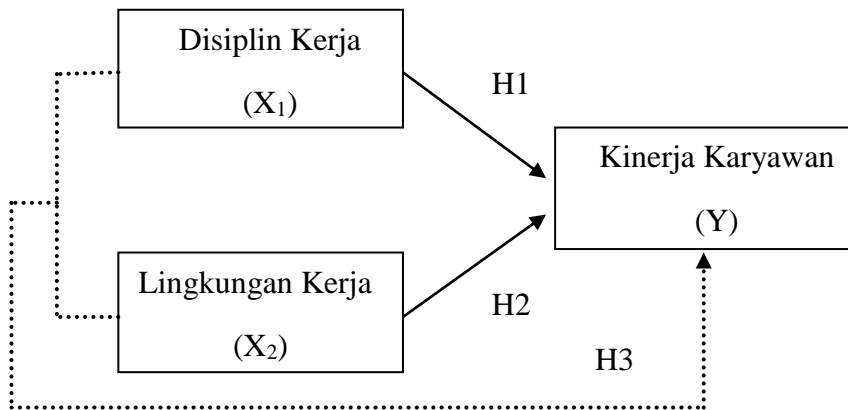 Disiplin Kerja
(X₁)
H1
Kinerja Karyawan
(Y)
Lingkungan Kerja
(X₂)
H2
H3